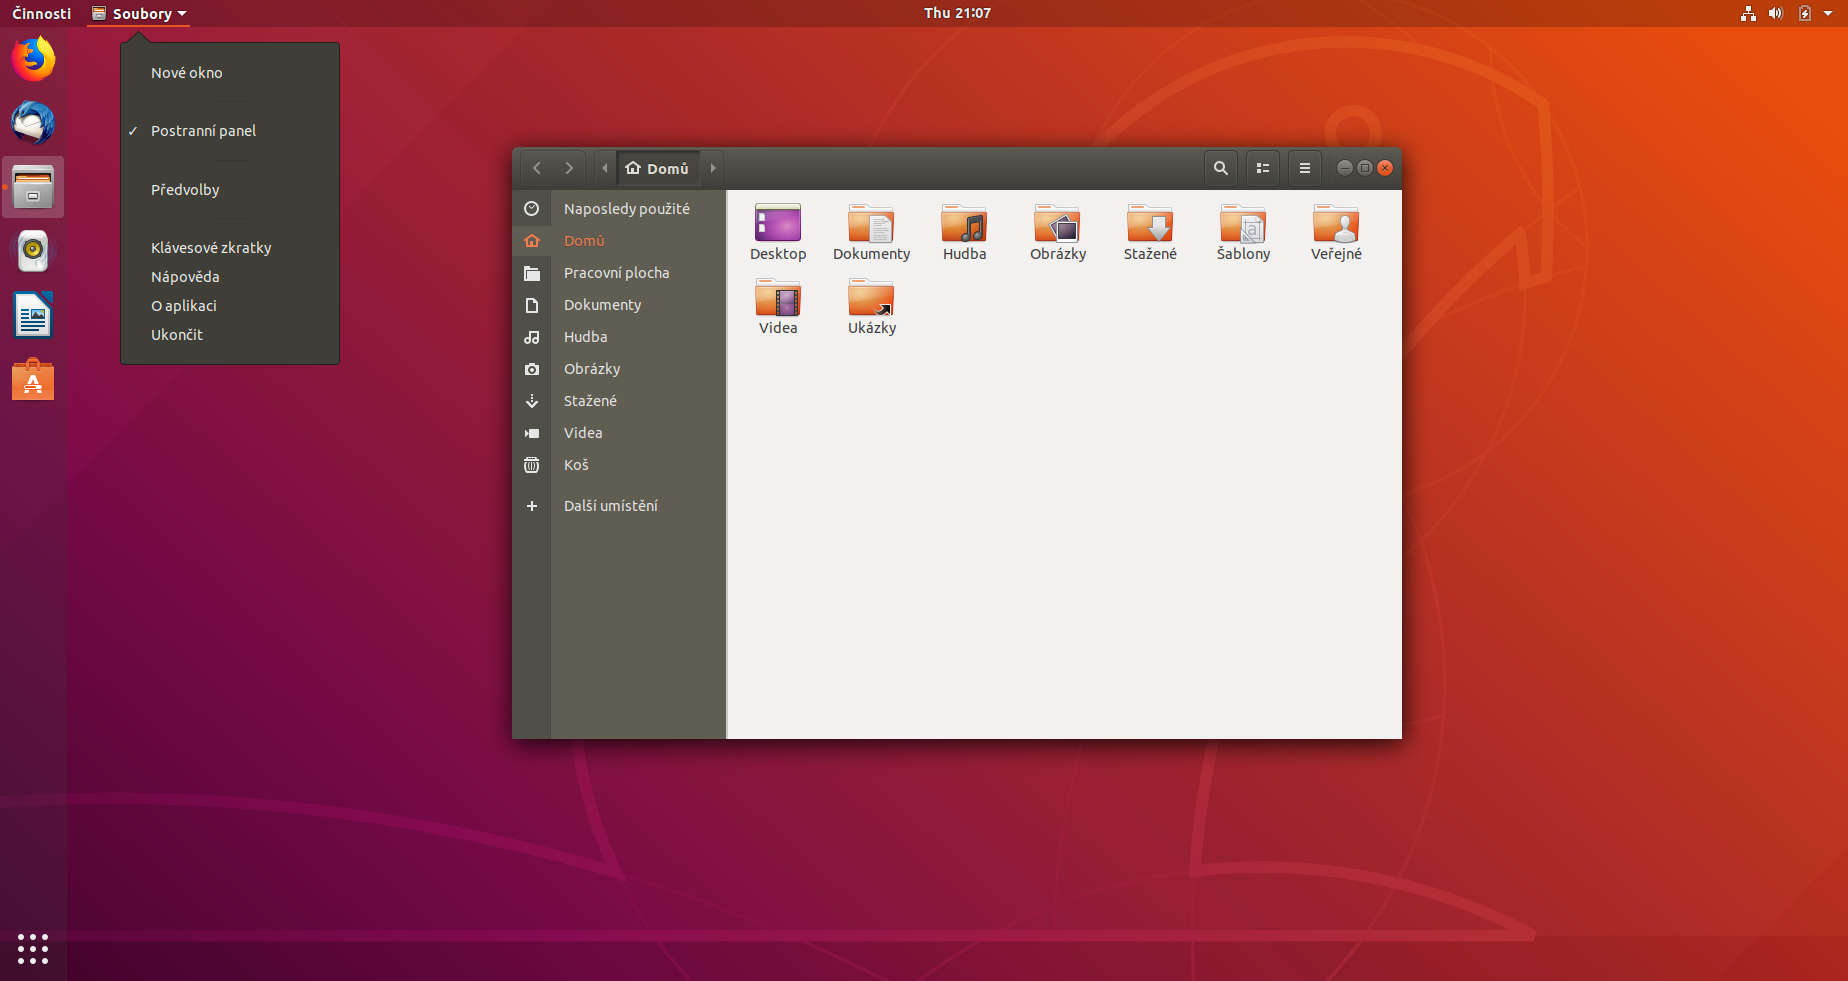 Činnosti
Soubory
Thu 21:07
Nové okno
✓ Postranní panel
Předvolby
Klávesové zkratky
Nápověda
O aplikaci
Ukončit
Domů
Naposledy použité
Domů
Pracovní plocha
Dokumenty
Hudba
Obrázky
Stažené
Videa
Koš
+ Další umístění
Desktop Dokumenty Hudba Obrázky Stažené Šablony Veřejné
Videa Ukázky